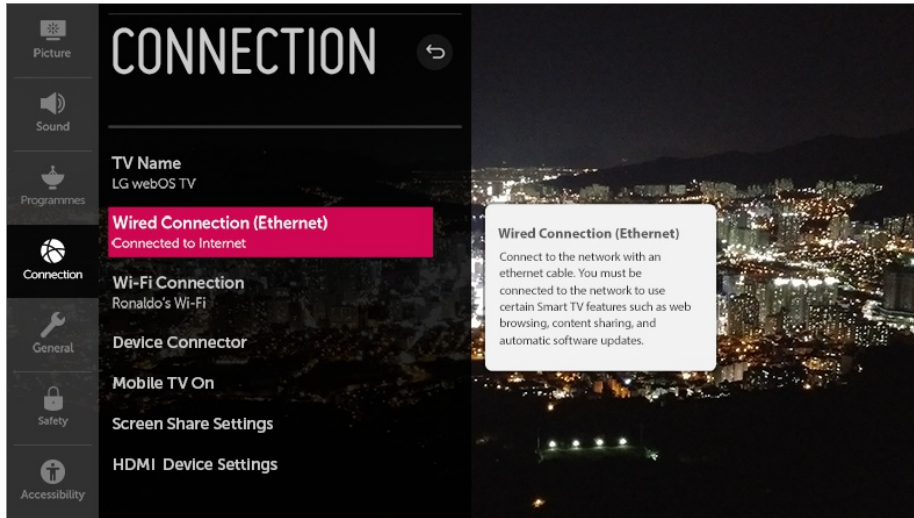 Picture
Sound
Programmes
Connection
General
Safety
Accessibility
CONNECTION
TV Name
LG webOS TV
Wired Connection (Ethernet)
Connected to Internet
Wi-Fi Connection
Ronaldo's Wi-Fi
Device Connector
Mobile TV On
Screen Share Settings
HDMI Device Settings
Wired Connection (Ethernet)
Connect to the network with an
ethernet cable. You must be
connected to the network to use
certain Smart TV features such as web
browsing, content sharing, and
automatic software updates.